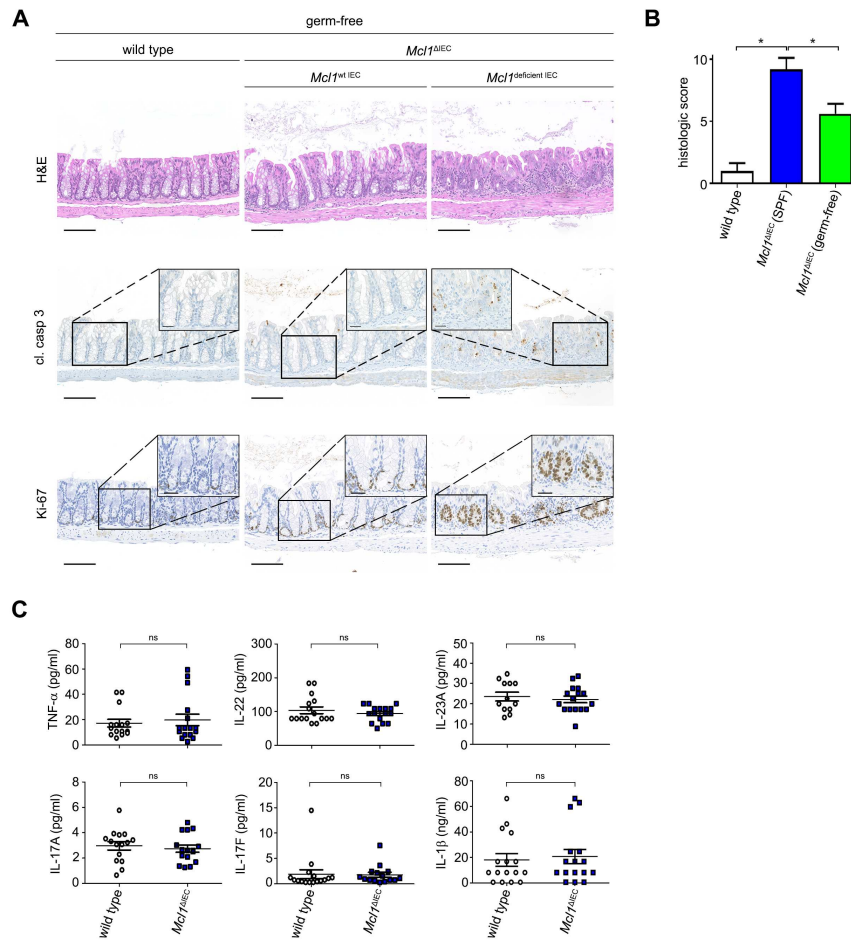 A
germ-free
wild type
Mcl1ΔIEC
Mcl1wt IEC
Mcl1deficient IEC
H&E
cl. casp 3
Ki-67
B
histologic score
10
5
0
*
*
wild type
Mcl1ΔIEC (SPF)
Mcl1ΔIEC (germ-free)
C
TNF-α (pg/ml)
80
60
40
20
0
ns
IL-22 (pg/ml)
300
200
100
0
ns
IL-23A (pg/ml)
50
40
30
20
10
0
ns
IL-17A (pg/ml)
8
6
4
2
0
ns
wild type
Mcl1ΔIEC
IL-17F (pg/ml)
20
15
10
5
0
ns
wild type
Mcl1ΔIEC
IL-1β (ng/ml)
80
60
40
20
0
ns
wild type
Mcl1ΔIEC